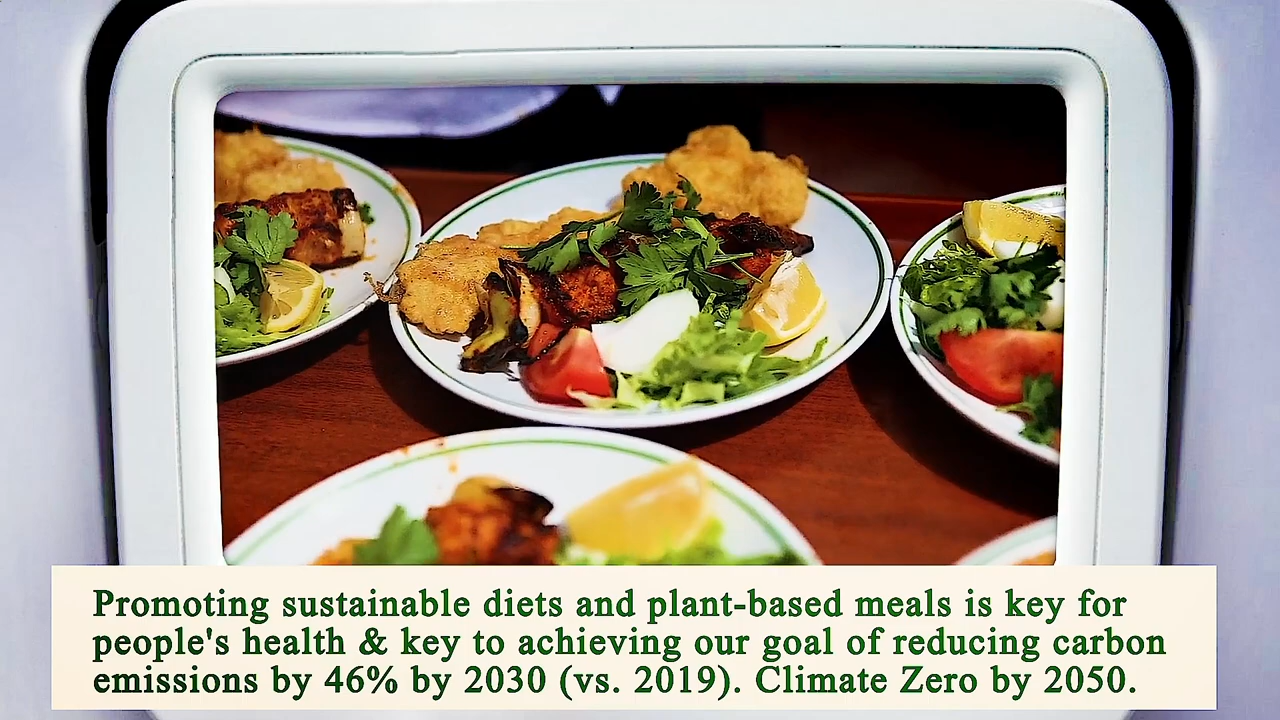 Promoting sustainable diets and plant-based meals is key for
people's health & key to achieving our goal of reducing carbon
emissions by 46% by 2030 (vs. 2019). Climate Zero by 2050.